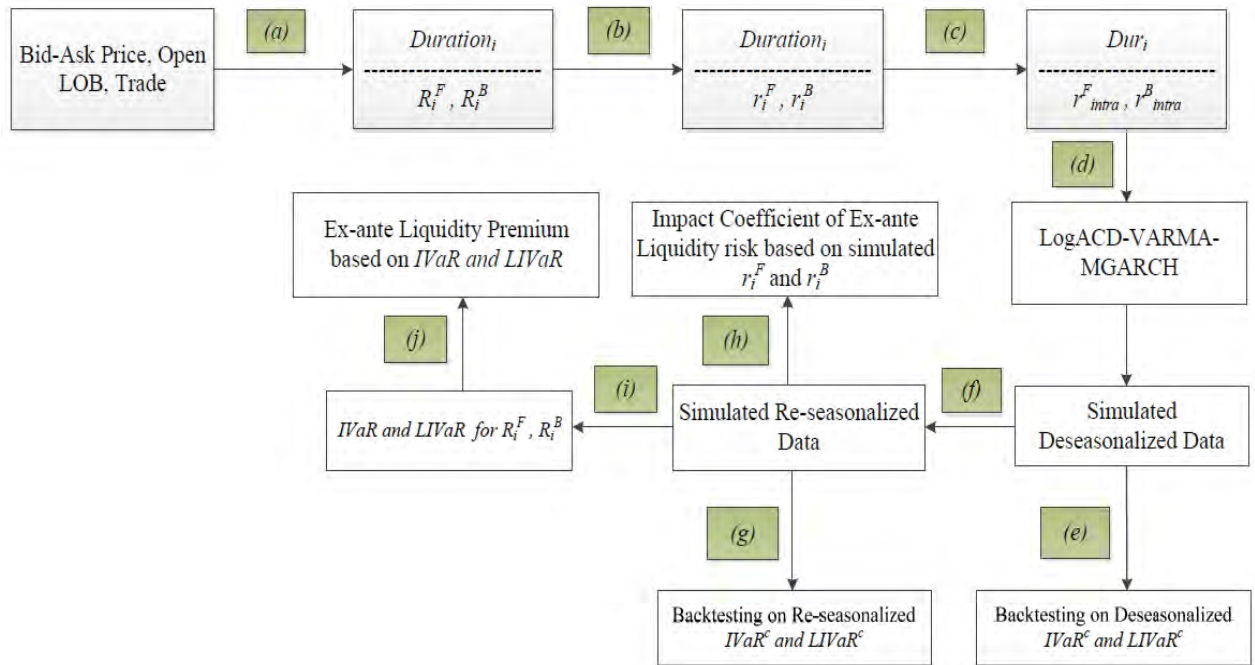 Bid-Ask Price, Open
LOB, Trade
(a)
Duration_i
R_i^F , R_i^B
(b)
Duration_i
r_i^F , r_i^B
(c)
Dur_i
r^F_intra , r^B_intra
(d)
LogACD-VARMA-
MGARCH
Ex-ante Liquidity Premium
based on IVaR and LIVaR
Impact Coefficient of Ex-ante
Liquidity risk based on simulated
r_i^F and r_i^B
(j)
(h)
(i)
(f)
IVaR and LIVaR for R_i^F , R_i^B
Simulated Re-seasonalized
Data
Simulated
Deseasonalized Data
(g)
(e)
Backtesting on Re-seasonalized
IVaR^c and LIVaR^c
Backtesting on Deseasonalized
IVaR^c and LIVaR^c